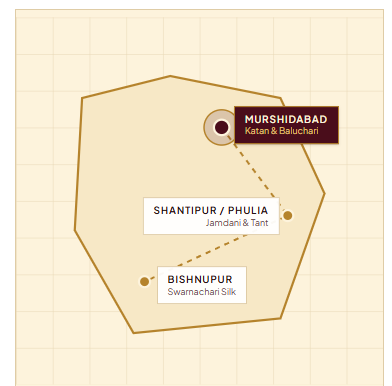 MURSHIDABAD
Katan & Baluchari
SHANTIPUR / PHULIA
Jamdani & Tant
BISHNUPUR
Swarnachari Silk